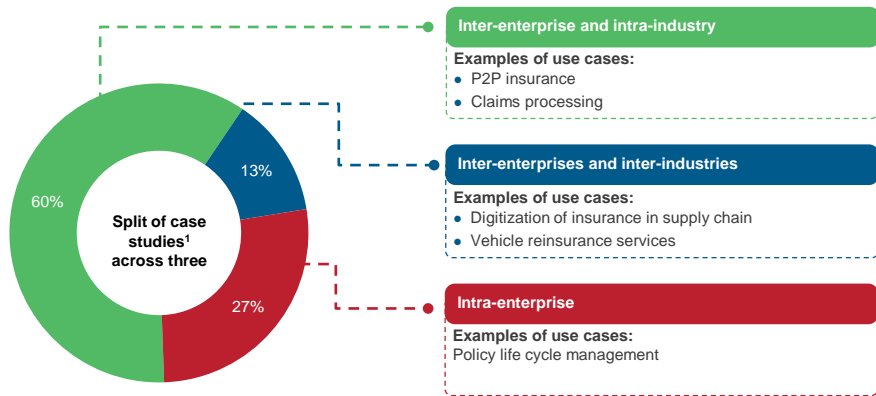 Inter-enterprise and intra-industry
Examples of use cases:
● P2P insurance
● Claims processing
60%
13%
27%
Split of case
studies¹
across three
Inter-enterprises and inter-industries
Examples of use cases:
● Digitization of insurance in supply chain
● Vehicle reinsurance services
Intra-enterprise
Examples of use cases:
Policy life cycle management